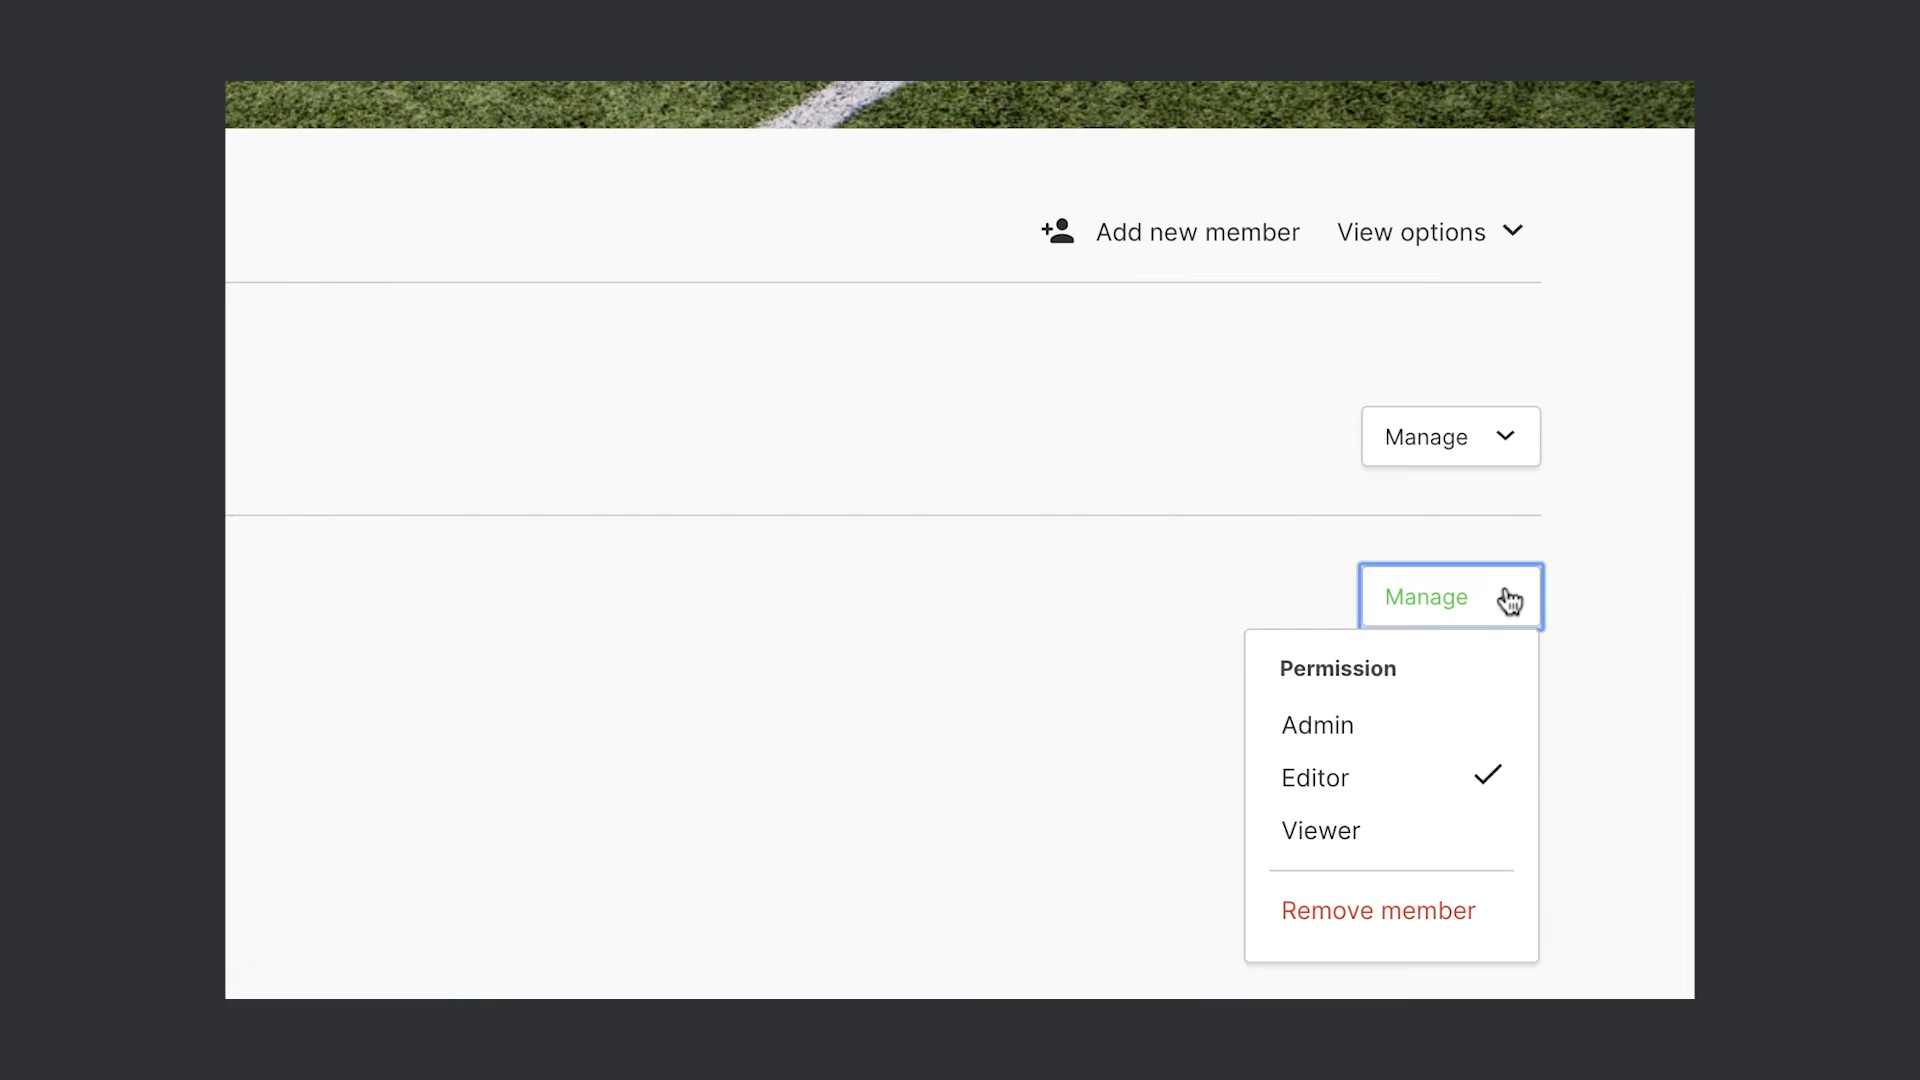 Add new member View options
Manage
Manage
Permission
Admin
Editor
Viewer
Remove member